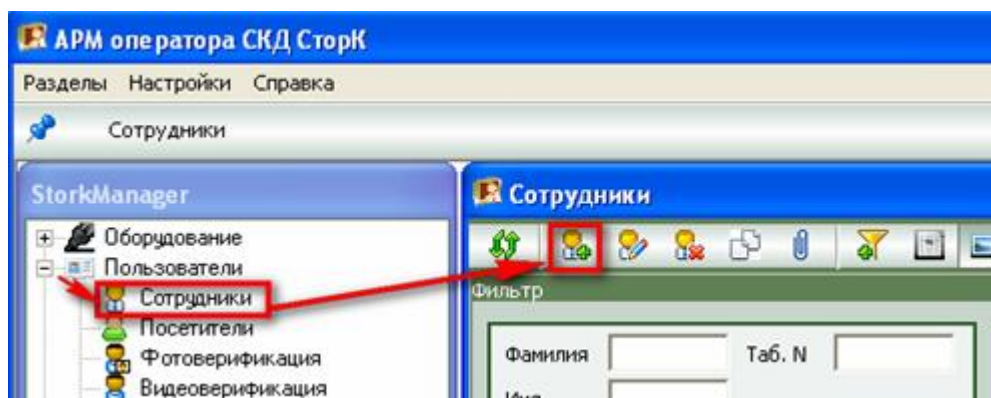 АРМ оператора СКД СторК
Разделы Настройки Справка
Сотрудники
StorkManager
Оборудование
Пользователи
Сотрудники
Посетители
Фотоверификация
Видеоверификация
Сотрудники
Фильтр
Фамилия Таб. N
Имя